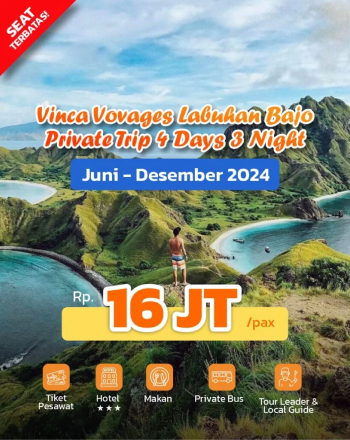 SEAT
TERBATAS!
Vinca Vovages Labuhan Bajo
Private Trip 4 Days 3 Night
Juni - Desember 2024
Rp. 16 JT /pax
Tiket Pesawat
Hotel ★★★
Makan
Private Bus
Tour Leader & Local Guide